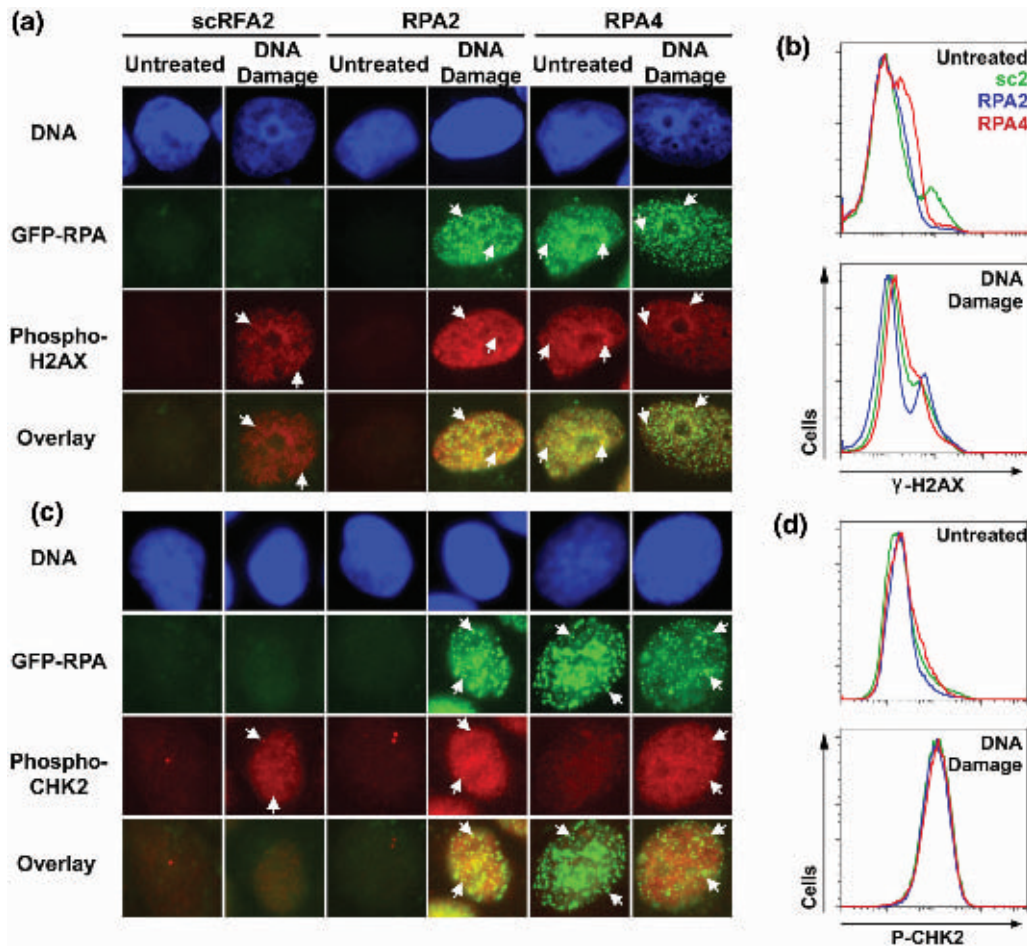 (a)
scRFA2 RPA2 RPA4
Untreated DNA Damage Untreated DNA Damage Untreated DNA Damage
DNA
GFP-RPA
Phospho-
H2AX
Overlay
(b)
Untreated
sc2
RPA2
RPA4
DNA
Damage
Cells
γ-H2AX
(c)
DNA
GFP-RPA
Phospho-
CHK2
Overlay
(d)
Untreated
DNA
Damage
Cells
P-CHK2